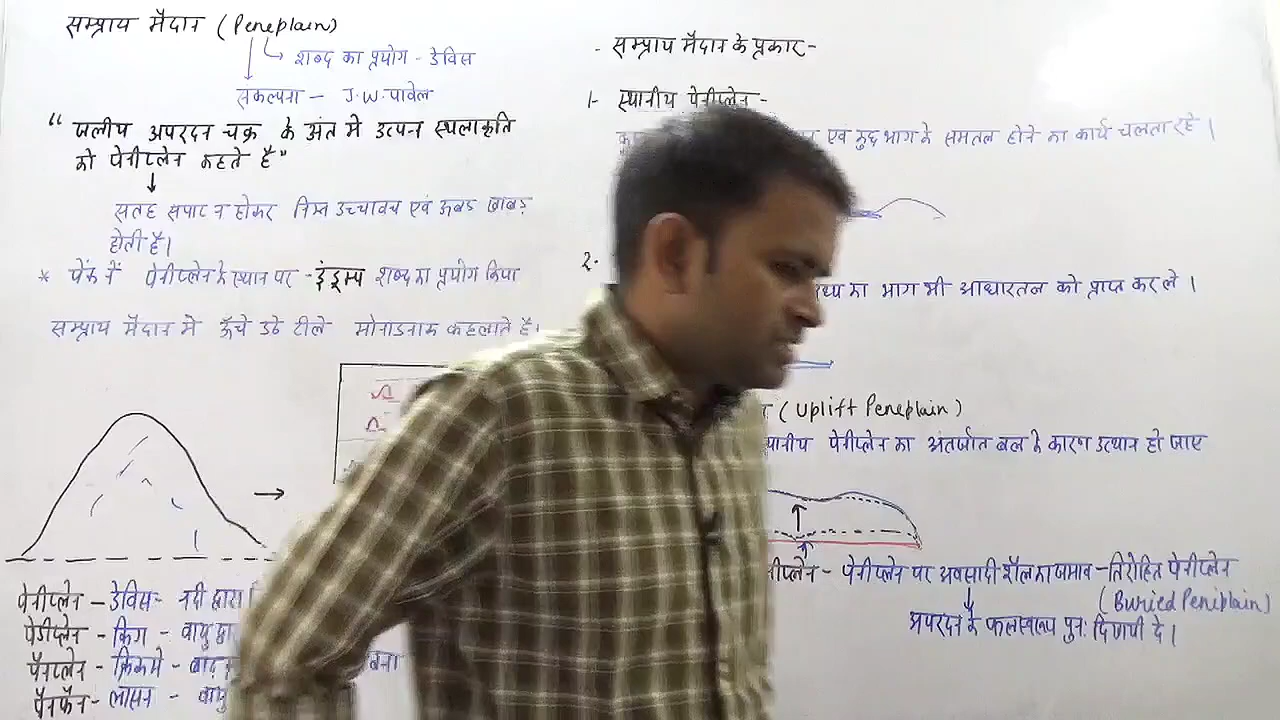 सम्प्राय मैदान (Peneplain)
शब्द का प्रयोग - डेविस
संकल्पना - J.W. पावेल
“ जलीय अपरदन चक्र के अंत मे उत्पन स्थलाकृति
को पेनीप्लेन कहते है”
सतह सपाट न होकर निम्न उच्चावच एवं ऊबड खाबड़
होती है।
* पेंक नें पेनीप्लेन के स्थान पर -इंड्रम्प शब्द का प्रयोग किया
सम्प्राय मैदान मे ऊँचे उठे टीले मोनाडनाक कहलाते है।
पेनीप्लेन - डेविस- नदी द्वारा
पेडीप्लेन - किंग - वायु द्वा
पैनप्लेन - क्रिकमे - बाढ़ बना
पैनफैन - लासन - वायु
- सम्प्राय मैदान के प्रकार -
1- स्थानीय पेनीप्लेन -
एवं कुछ भाग के समतल होने का कार्य चलता रहे।
2-
का भाग भी आधारतल को प्राप्त कर ले।
(Uplift Peneplain)
स्थानीय पेनीप्लेन का अंतर्जात बल के कारण उत्थान हो जाए
नीप्लेन - पेनीप्लेन पर अवसादी शैल का जमाव - तिरोहित पेनीप्लेन
(Buried Peniplain)
अपरदन के फलस्वरूप पुनः दिखायी दे।